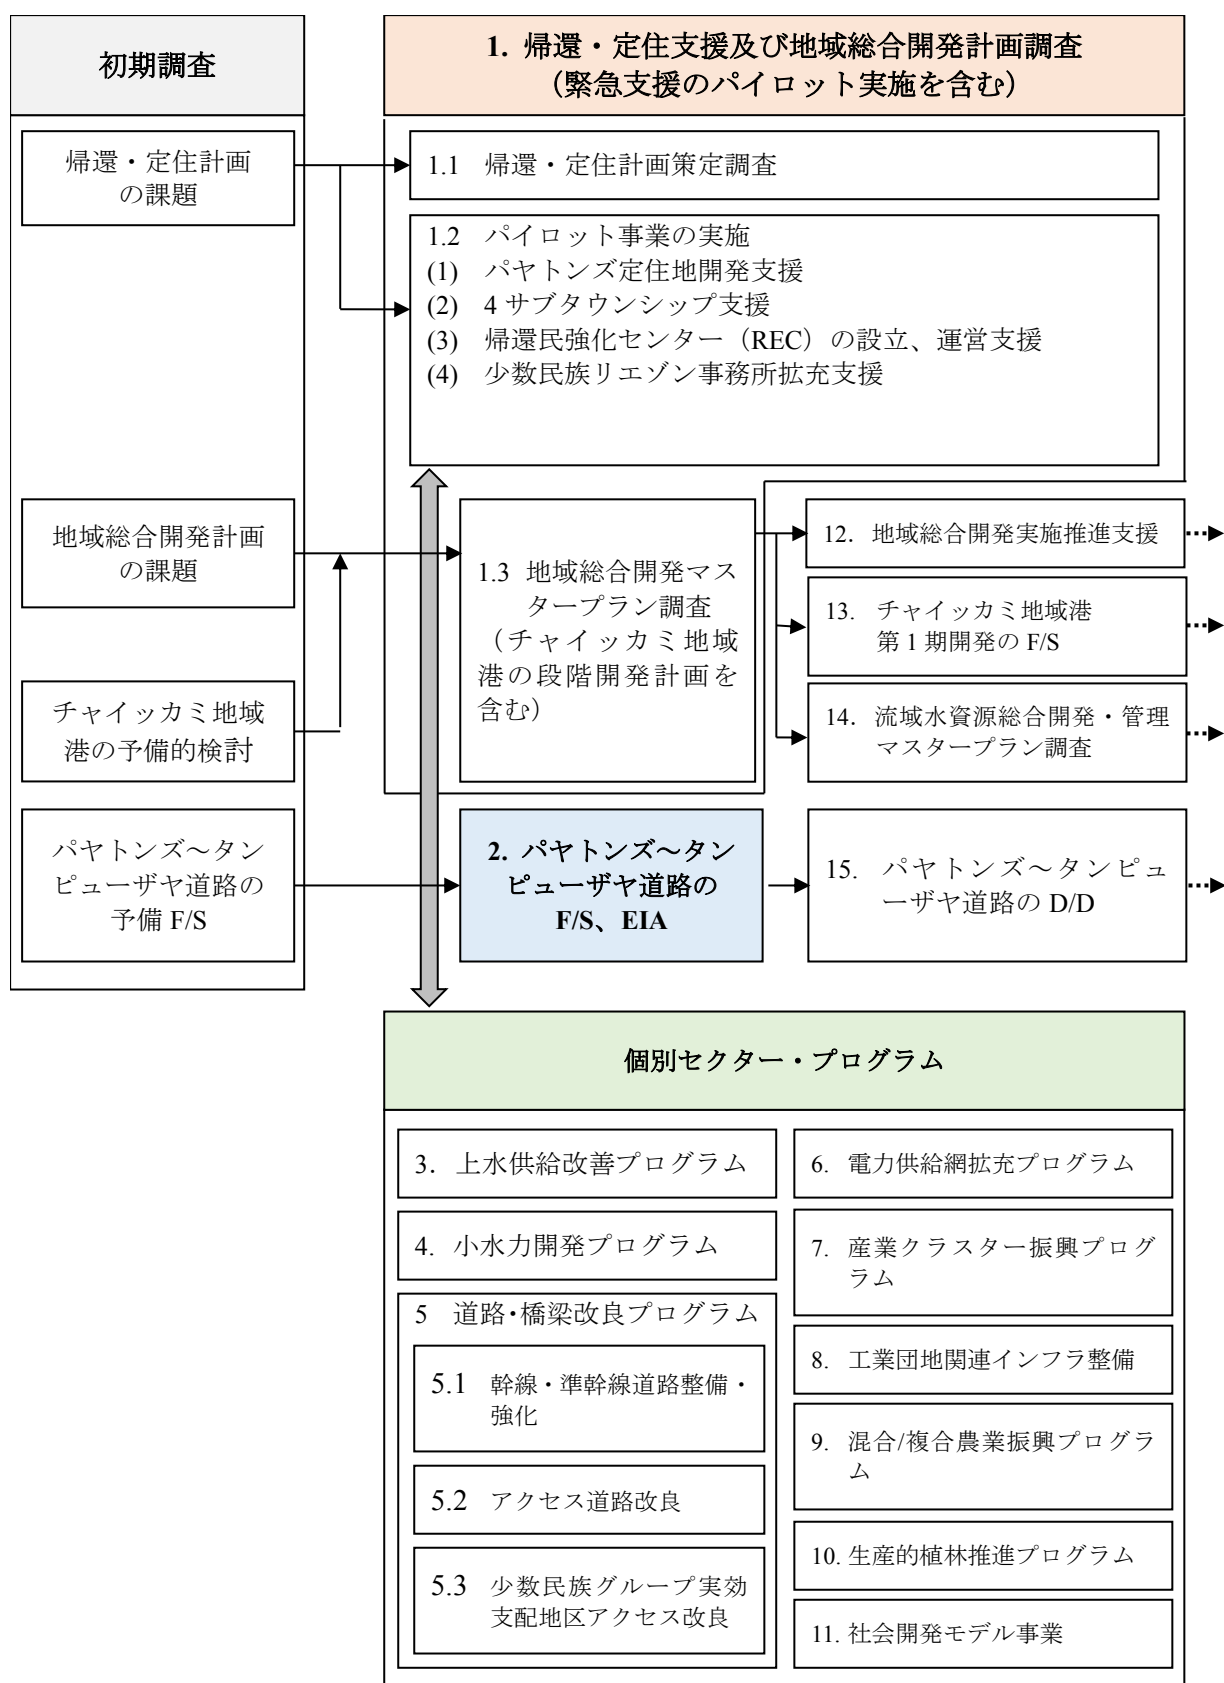 初期調査
帰還・定住計画
の課題
地域総合開発計画
の課題
チャイッカミ地域
港の予備的検討
パヤトンズ～タン
ピューザヤ道路の
予備 F/S
1. 帰還・定住支援及び地域総合開発計画調査
（緊急支援のパイロット実施を含む）
1.1 帰還・定住計画策定調査
1.2 パイロット事業の実施
(1) パヤトンズ定住地開発支援
(2) 4 サブタウンシップ支援
(3) 帰還民強化センター（REC）の設立、運営支援
(4) 少数民族リエゾン事務所拡充支援
1.3 地域総合開発マス
タープラン調査
（チャイッカミ地域
港の段階開発計画を
含む）
12. 地域総合開発実施推進支援
13. チャイッカミ地域港
第 1 期開発の F/S
14. 流域水資源総合開発・管理
マスタープラン調査
2. パヤトンズ～タン
ピューザヤ道路の
F/S、EIA
15. パヤトンズ～タンピュ
ーザヤ道路の D/D
個別セクター・プログラム
3. 上水供給改善プログラム
4. 小水力開発プログラム
5 道路・橋梁改良プログラム
5.1 幹線・準幹線道路整備・
強化
5.2 アクセス道路改良
5.3 少数民族グループ実効
支配地区アクセス改良
6. 電力供給網拡充プログラム
7. 産業クラスター振興プログ
ラム
8. 工業団地関連インフラ整備
9. 混合/複合農業振興プログラ
ム
10. 生産的植林推進プログラム
11. 社会開発モデル事業